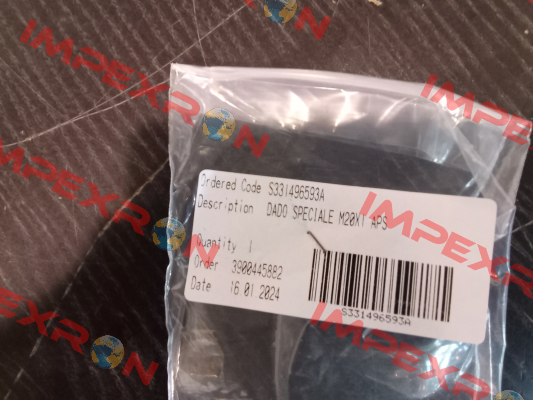 IMPEXRON
IMPEXRON
IMPEXRON
IMPEXRON
IMPEXRON
Ordered Code S331496593A
Description DADO SPECIALE M20X1 APS
Quantity 1
Order 3900445882
Date 16 01 2024
S331496593A